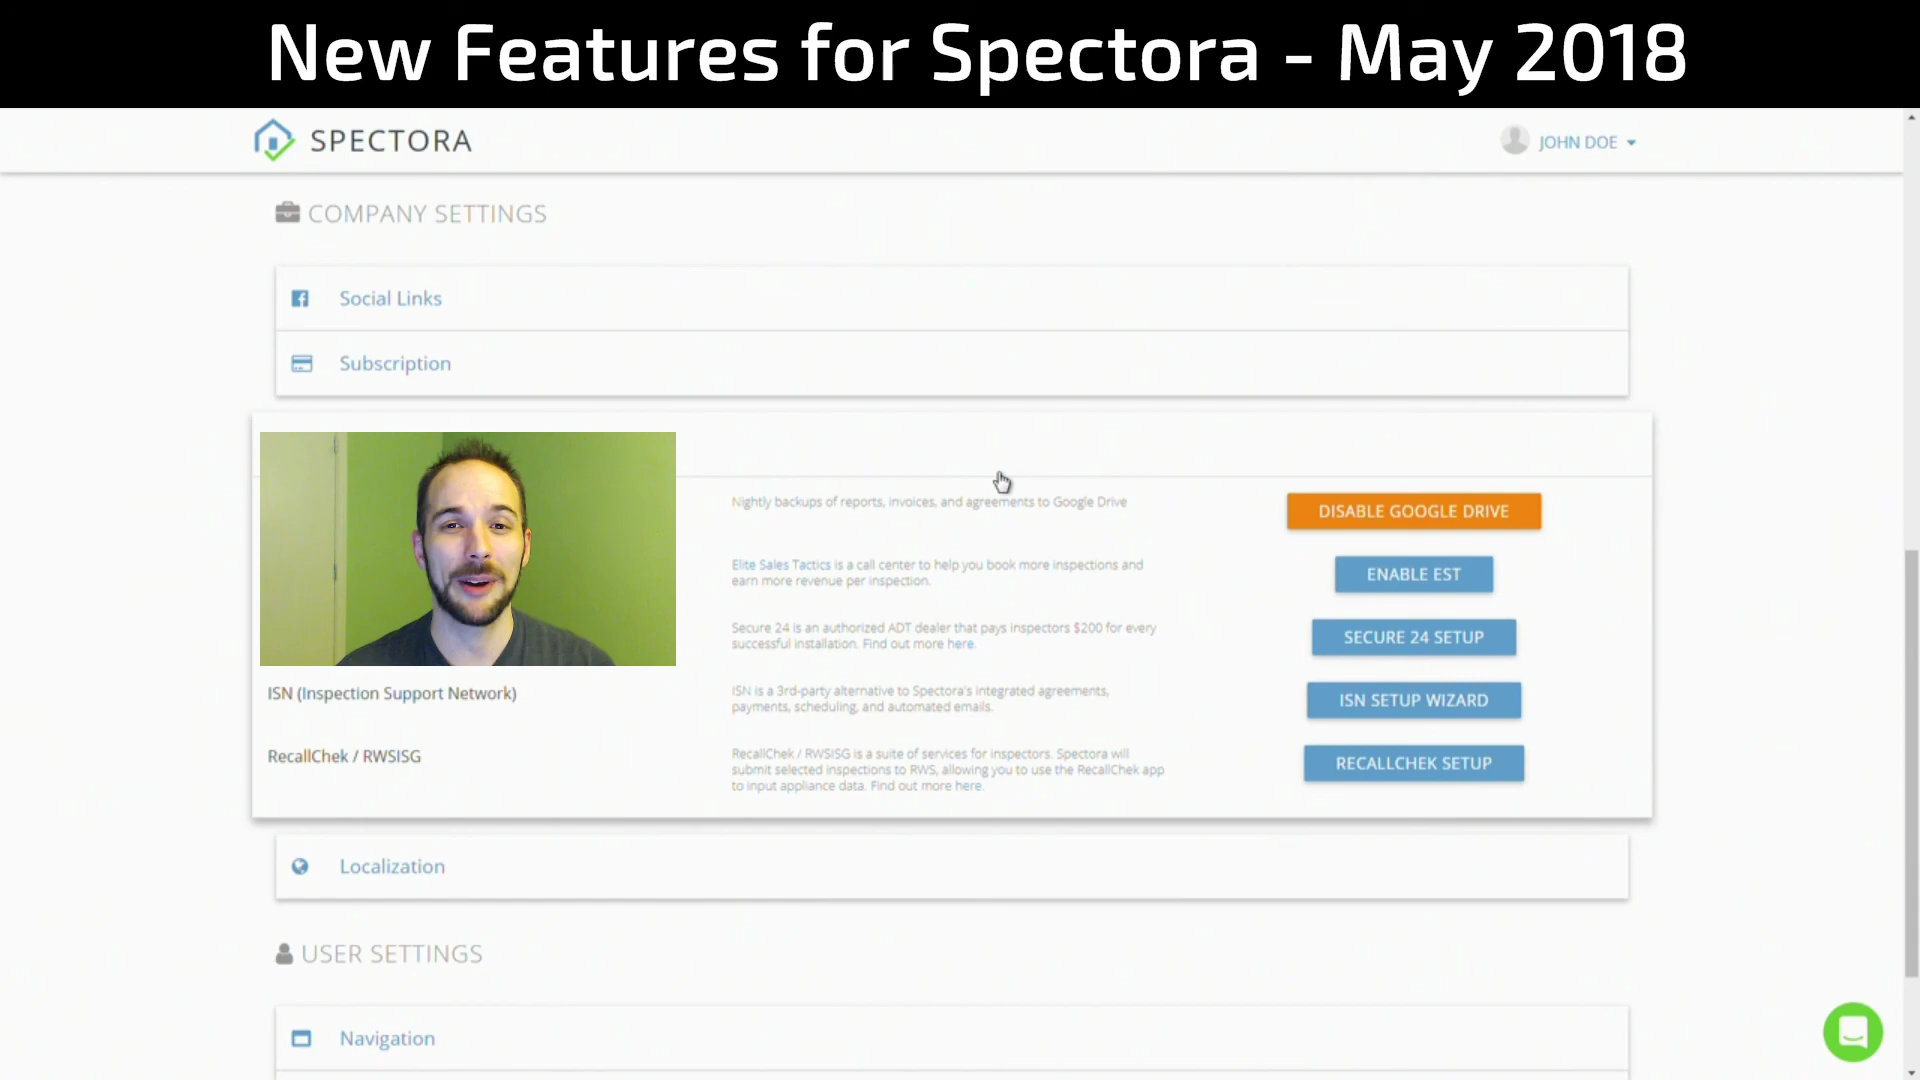 New Features for Spectora - May 2018
SPECTORA
JOHN DOE
COMPANY SETTINGS
Social Links
Subscription
Nightly backups of reports, invoices, and agreements to Google Drive
DISABLE GOOGLE DRIVE
Elite Sales Tactics is a call center to help you book more inspections and
earn more revenue per inspection.
ENABLE EST
Secure 24 is an authorized ADT dealer that pays inspectors $200 for every
successful installation. Find out more here.
SECURE 24 SETUP
ISN (Inspection Support Network)
ISN is a 3rd-party alternative to Spectora's integrated agreements,
payments, scheduling, and automated emails.
ISN SETUP WIZARD
RecallChek / RWSISG
RecallChek / RWSISG is a suite of services for inspectors. Spectora will
submit selected inspections to RWS, allowing you to use the RecallChek app
to input appliance data. Find out more here.
RECALLCHEK SETUP
Localization
USER SETTINGS
Navigation